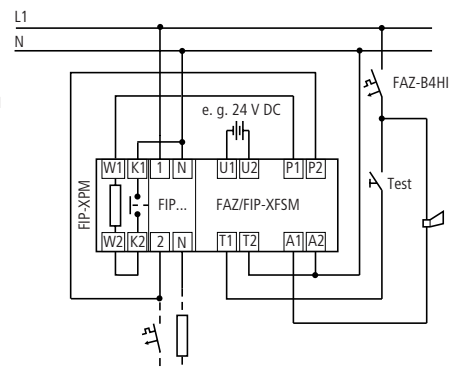 L1
N
FAZ-B4HI
e. g. 24 V DC
W1 K1 1 N U1 U2 P1 P2
FIP-XPM
FIP... FAZ/FIP-XFSM
Test
W2 K2 2 N T1 T2 A1 A2